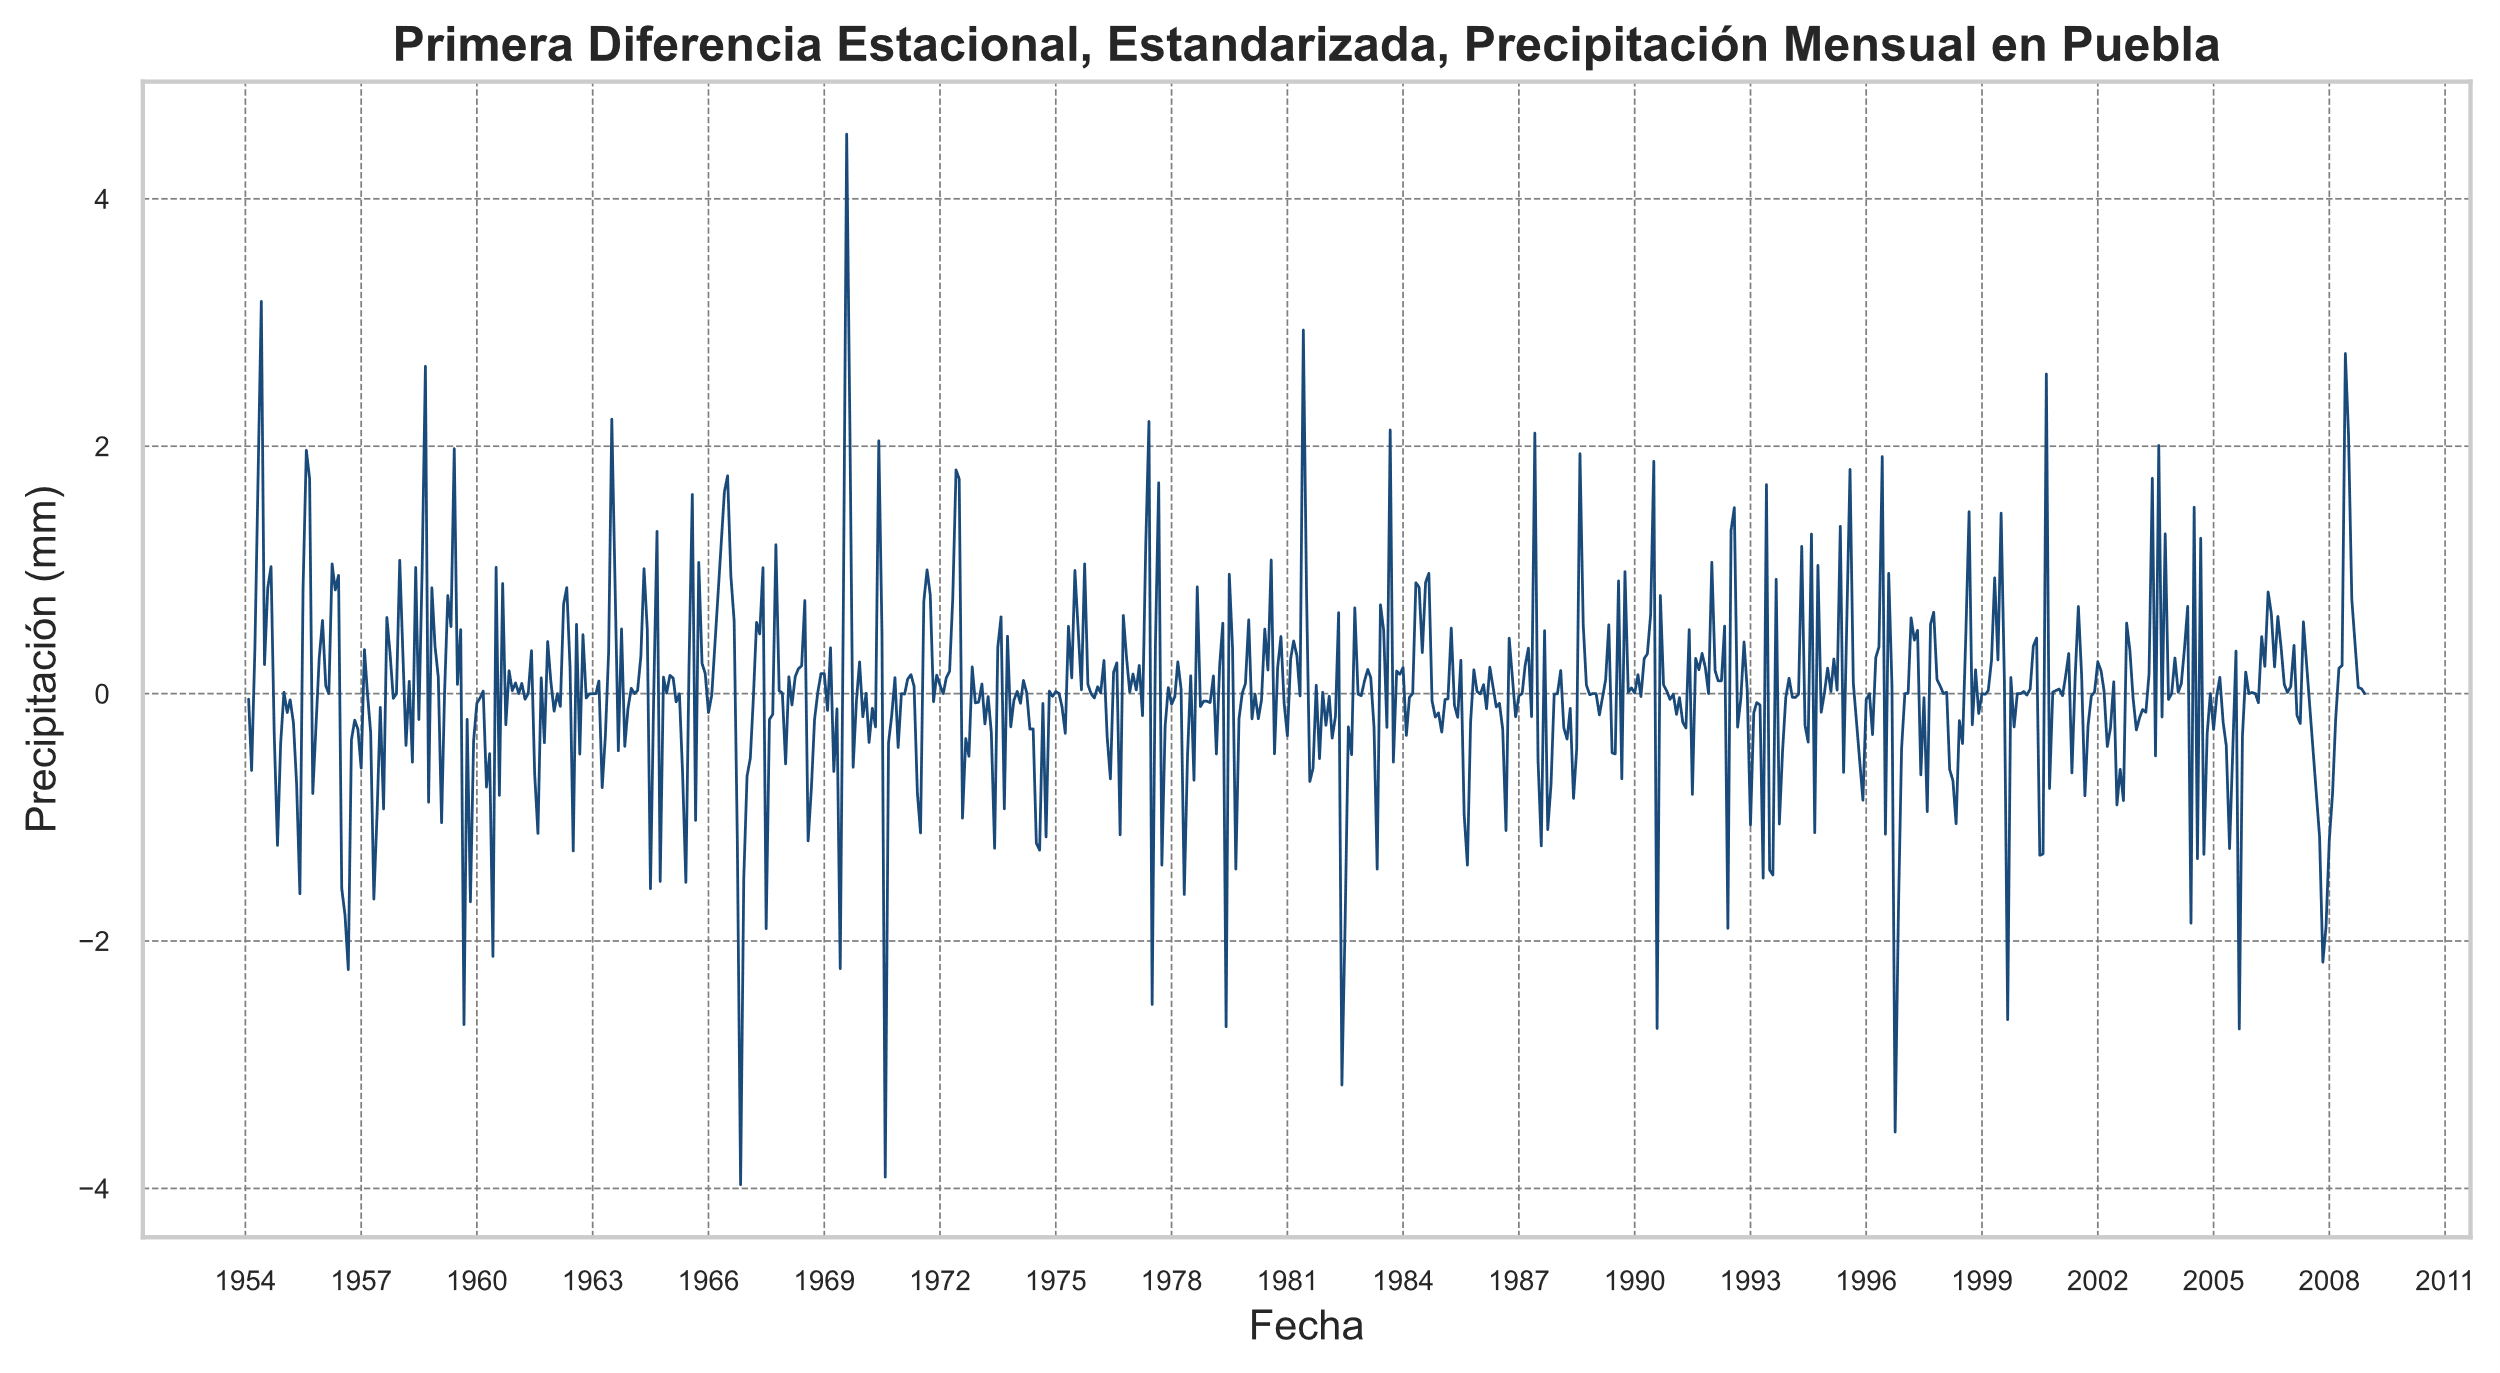 Primera Diferencia Estacional, Estandarizada, Precipitación Mensual en Puebla
Precipitación (mm)
4
2
0
−2
−4
1954 1957 1960 1963 1966 1969 1972 1975 1978 1981 1984 1987 1990 1993 1996 1999 2002 2005 2008 2011
Fecha